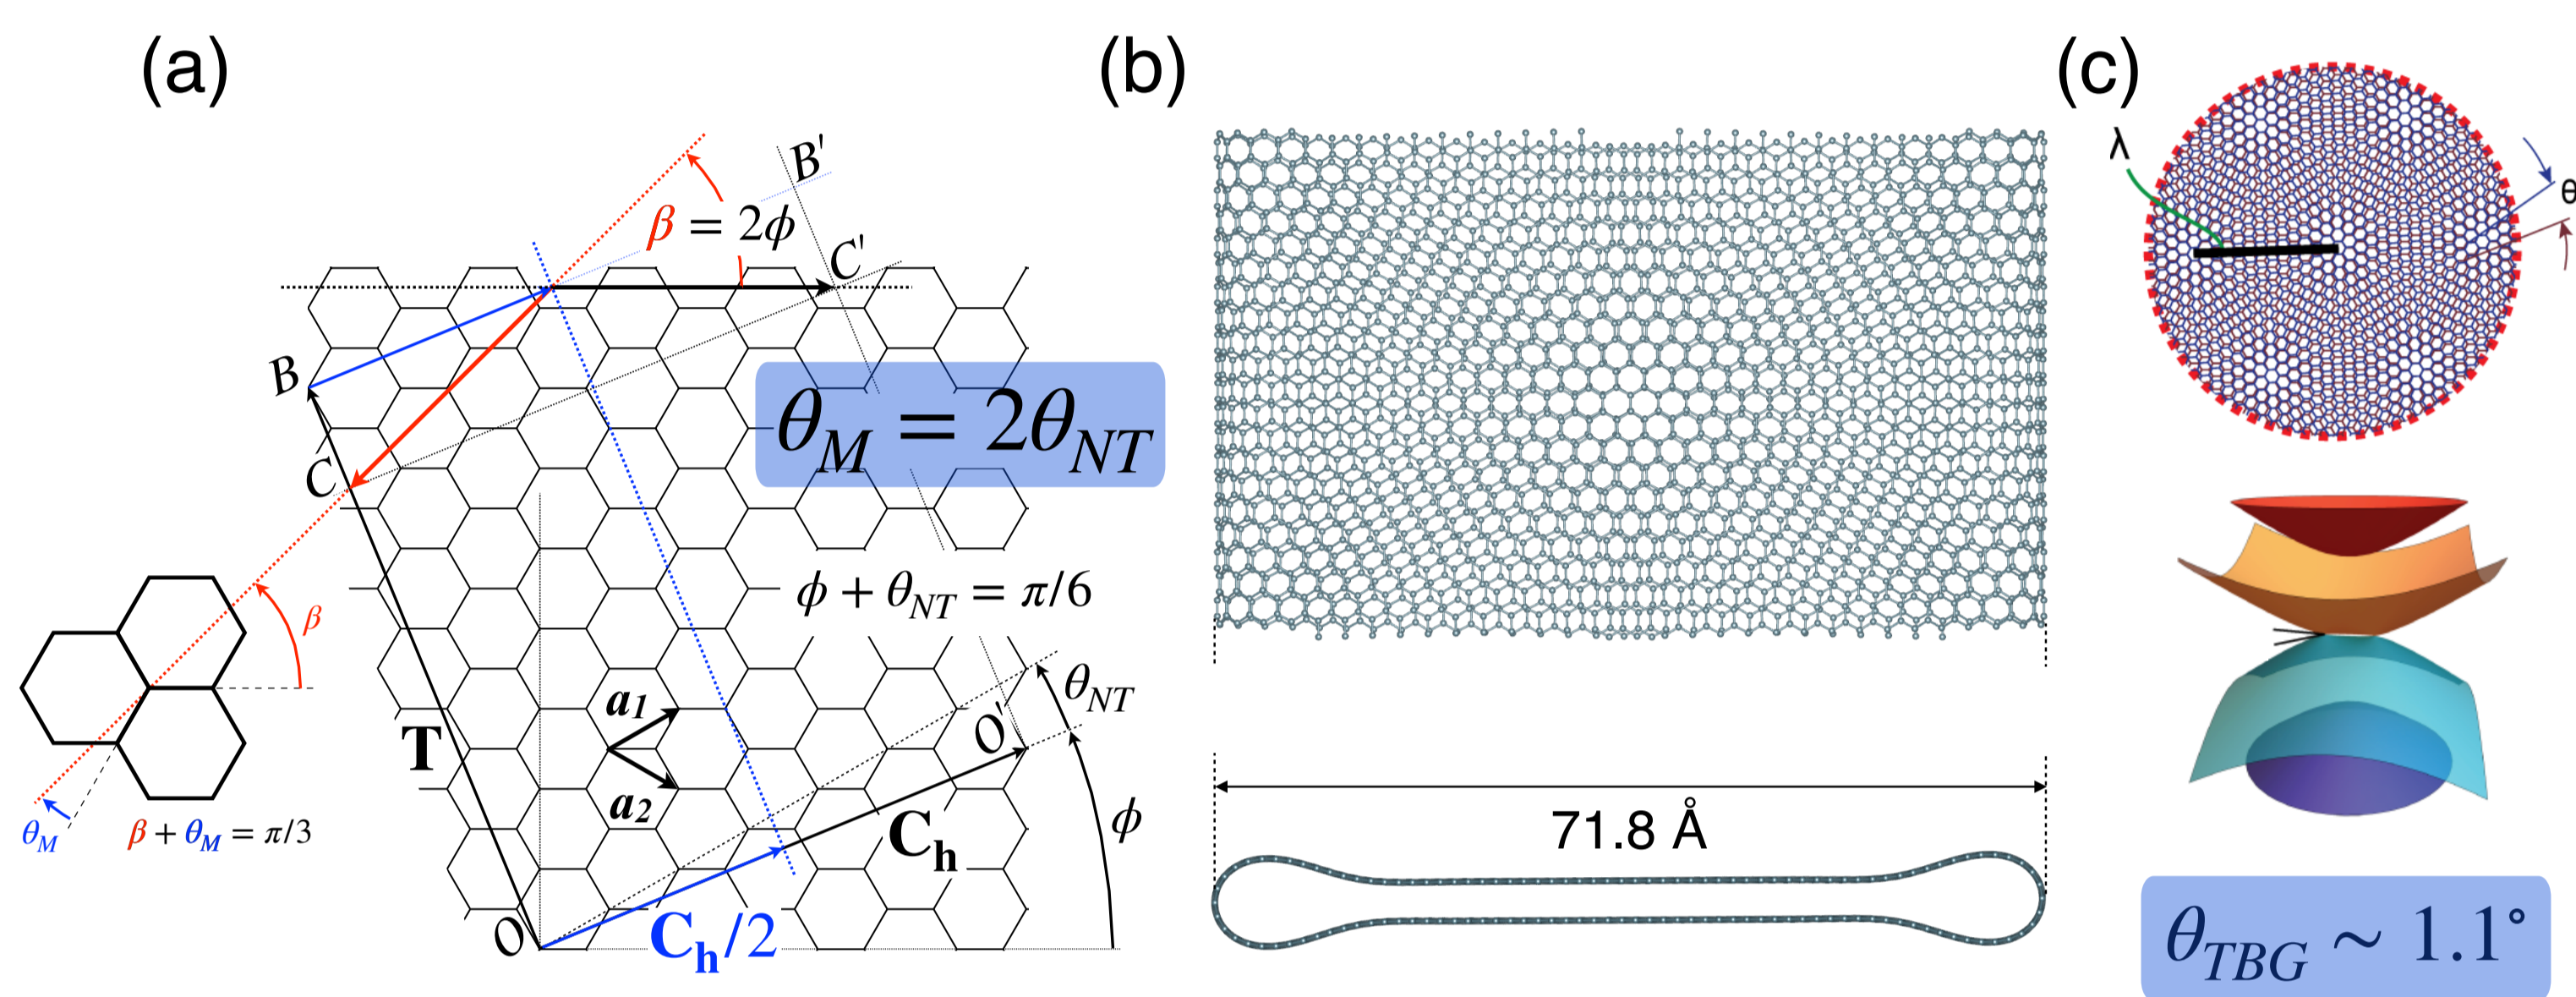 (a)
B'
β = 2ϕ
C'
B
θ_M = 2θ_NT
C
ϕ + θ_NT = π/6
β
θ_NT
a₁
O'
T
a₂
ϕ
C_h
θ_M
β + θ_M = π/3
O
C_h/2
(b)
71.8 Å
(c)
λ
θ
θ_TBG ~ 1.1°